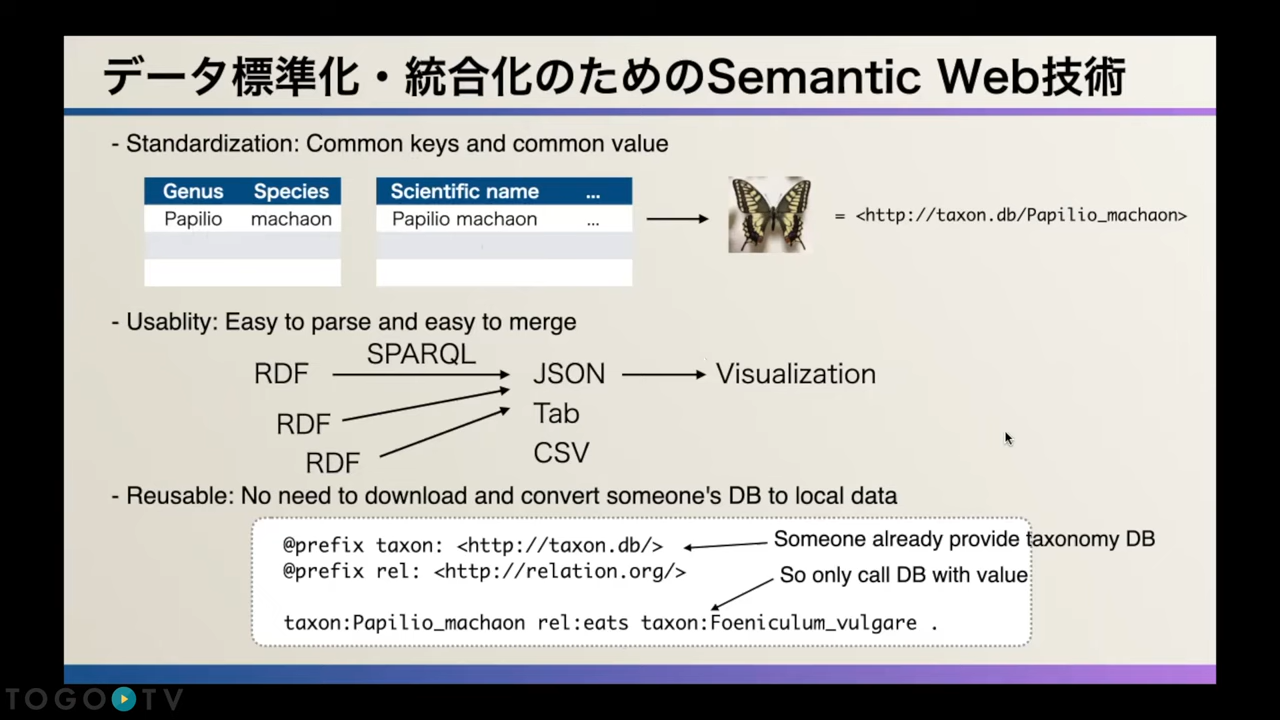 データ標準化・統合化のためのSemantic Web技術
- Standardization: Common keys and common value
Genus Species
Papilio machaon
Scientific name ...
Papilio machaon ...
= <http://taxon.db/Papilio_machaon>
- Usablity: Easy to parse and easy to merge
SPARQL
RDF
JSON
Visualization
RDF
Tab
RDF
CSV
- Reusable: No need to download and convert someone's DB to local data
@prefix taxon: <http://taxon.db/>
Someone already provide taxonomy DB
@prefix rel: <http://relation.org/>
So only call DB with value
taxon:Papilio_machaon rel:eats taxon:Foeniculum_vulgare .
TOGO TV